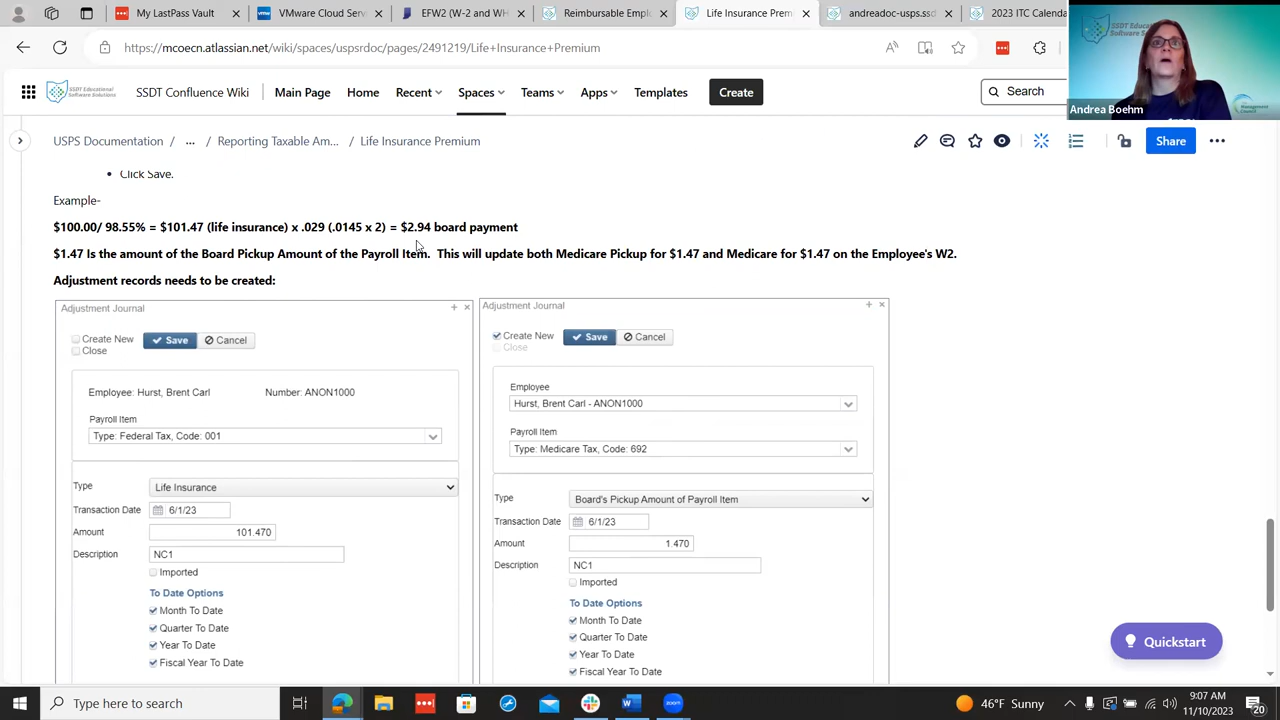 My LastPass Vault
VMware Cloud Serv
EFW2 (W-2 and WH
Reimbursable Emplo
Life Insurance Premiu
andreadoc-usps.ssd
2023 ITC Calenda
https://mcoecn.atlassian.net/wiki/spaces/uspsrdoc/pages/2491219/Life+Insurance+Premium
Andrea Boehm
SSDT Educational
Software Solutions
SSDT Confluence Wiki
Main Page
Home
Recent
Spaces
Teams
Apps
Templates
Create
Search
USPS Documentation / ... / Reporting Taxable Am... / Life Insurance Premium
Share
• Click Save.
Example-
$100.00/ 98.55% = $101.47 (life insurance) x .029 (.0145 x 2) = $2.94 board payment
$1.47 Is the amount of the Board Pickup Amount of the Payroll Item. This will update both Medicare Pickup for $1.47 and Medicare for $1.47 on the Employee's W2.
Adjustment records needs to be created:
Adjustment Journal
Create New
Close
Save
Cancel
Employee: Hurst, Brent Carl
Number: ANON1000
Payroll Item
Type: Federal Tax, Code: 001
Type
Life Insurance
Transaction Date
6/1/23
Amount
101.470
Description
NC1
Imported
To Date Options
Month To Date
Quarter To Date
Year To Date
Fiscal Year To Date
Adjustment Journal
Create New
Close
Save
Cancel
Employee
Hurst, Brent Carl - ANON1000
Payroll Item
Type: Medicare Tax, Code: 692
Type
Board's Pickup Amount of Payroll Item
Transaction Date
6/1/23
Amount
1.470
Description
NC1
Imported
To Date Options
Month To Date
Quarter To Date
Year To Date
Fiscal Year To Date
Quickstart
Type here to search
46°F Sunny
9:07 AM
11/10/2023
20